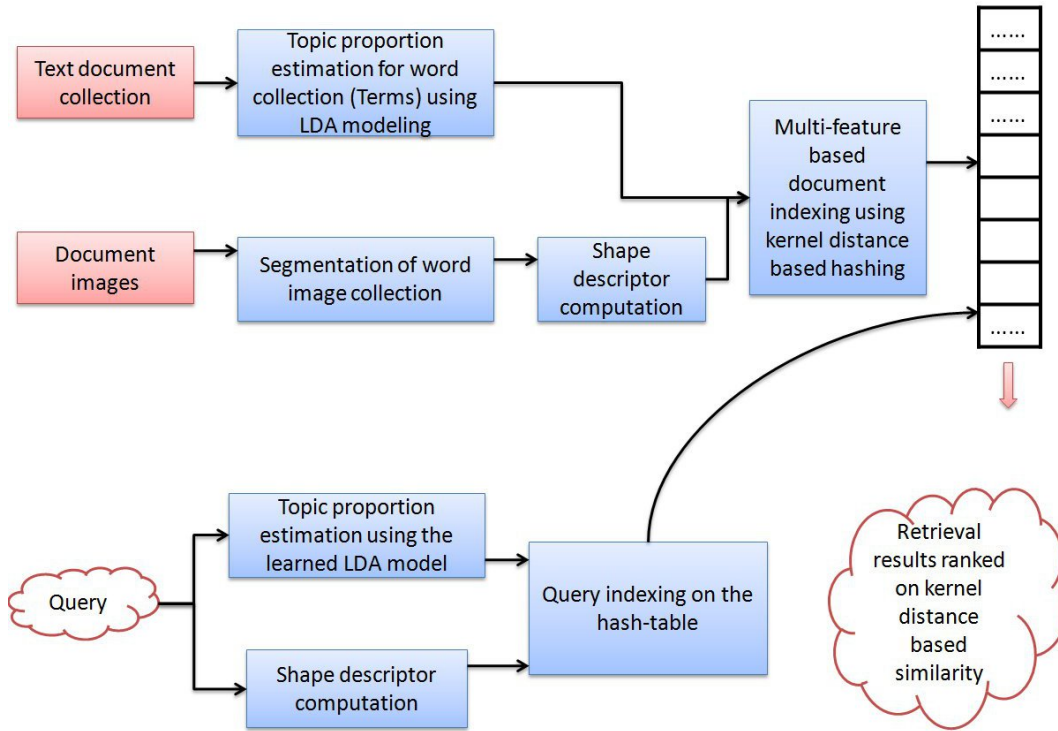 Text document
collection
Topic proportion
estimation for word
collection (Terms) using
LDA modeling
Multi-feature
based
document
indexing using
kernel distance
based hashing
……
……
……
……
Document
images
Segmentation of word
image collection
Shape
descriptor
computation
Query
Topic proportion
estimation using the
learned LDA model
Shape descriptor
computation
Query indexing on the
hash-table
Retrieval
results ranked
on kernel
distance
based
similarity